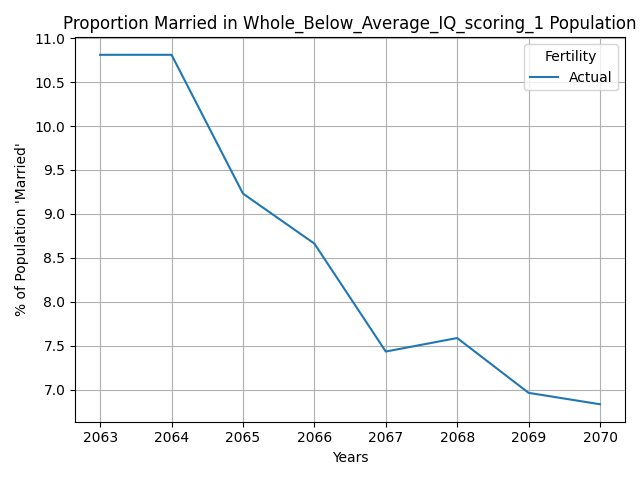 Proportion Married in Whole_Below_Average_IQ_scoring_1 Population
Fertility
Actual
% of Population 'Married'
11.0
10.5
10.0
9.5
9.0
8.5
8.0
7.5
7.0
2063 2064 2065 2066 2067 2068 2069 2070
Years